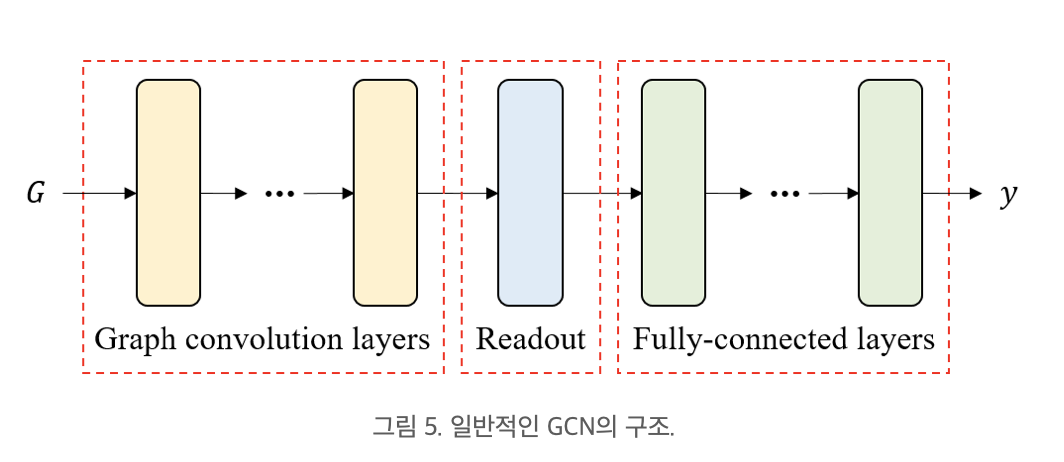 G
...
...
y
Graph convolution layers
Readout
Fully-connected layers
그림 5. 일반적인 GCN의 구조.